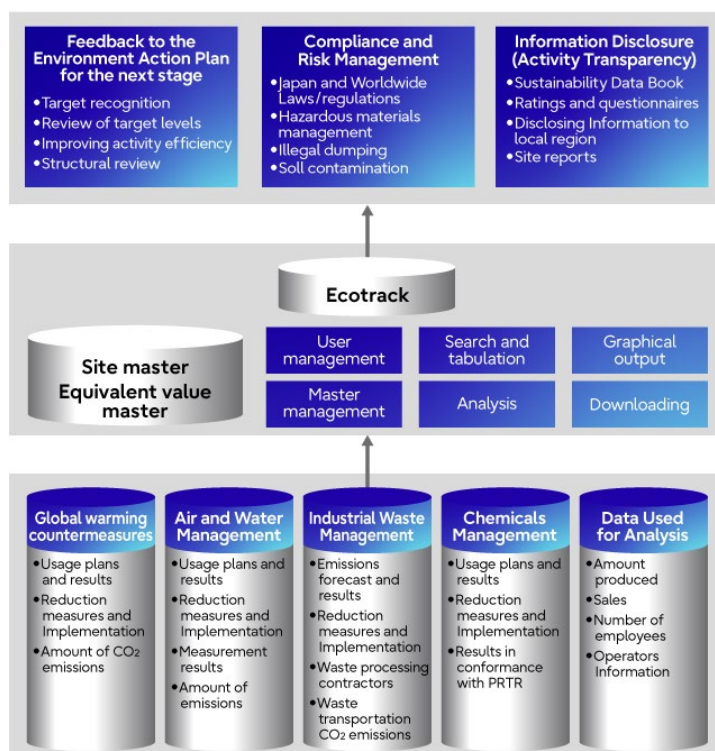 Feedback to the
Environment Action Plan
for the next stage
•Target recognition
•Review of target levels
•Improving activity efficiency
•Structural review
Compliance and
Risk Management
•Japan and Worldwide
Laws/regulations
•Hazardous materials
management
•Illegal dumping
•Soll contamination
Information Disclosure
(Activity Transparency)
•Sustainability Data Book
•Ratings and questionnaires
•Disclosing Information to
local region
•Site reports
Ecotrack
Site master
Equivalent value
master
User
management
Search and
tabulation
Graphical
output
Master
management
Analysis
Downloading
Global warming
countermeasures
•Usage plans
and results
•Reduction
measures and
Implementation
•Amount of CO₂
emissions
Air and Water
Management
•Usage plans and
results
•Reduction
measures and
Implementation
•Measurement
results
•Amount of
emissions
Industrial Waste
Management
•Emissions
forecast and
results
•Reduction
measures and
Implementation
•Waste processing
contractors
•Waste
transportation
CO₂ emissions
Chemicals
Management
•Usage plans and
results
•Reduction
measures and
Implementation
•Results in
conformance
with PRTR
Data Used
for Analysis
•Amount
produced
•Sales
•Number of
employees
•Operators
Information